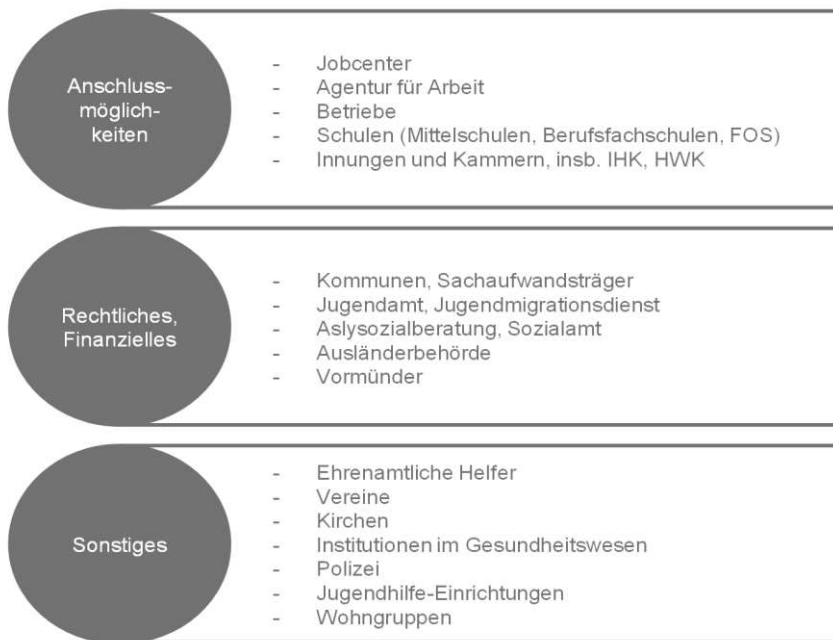 Anschluss-
möglich-
keiten
- Jobcenter
- Agentur für Arbeit
- Betriebe
- Schulen (Mittelschulen, Berufsfachschulen, FOS)
- Innungen und Kammern, insb. IHK, HWK
Rechtliches,
Finanzielles
- Kommunen, Sachaufwandsträger
- Jugendamt, Jugendmigrationsdienst
- Aslysozialberatung, Sozialamt
- Ausländerbehörde
- Vormünder
Sonstiges
- Ehrenamtliche Helfer
- Vereine
- Kirchen
- Institutionen im Gesundheitswesen
- Polizei
- Jugendhilfe-Einrichtungen
- Wohngruppen